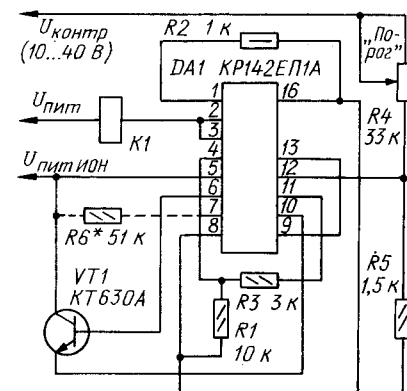 Uконтр
(10...40 В)
R2 1 к
„По-
рог"
DA1 КР142ЕП1А
Uпит
К1
1 16
2
3
4 13
5 12
6 11
7 10
8 9
R4
33 к
Uпит ИОН
R6* 51 к
VT1
КТ630А
R3 3 к
R1
10 к
R5
1,5 к